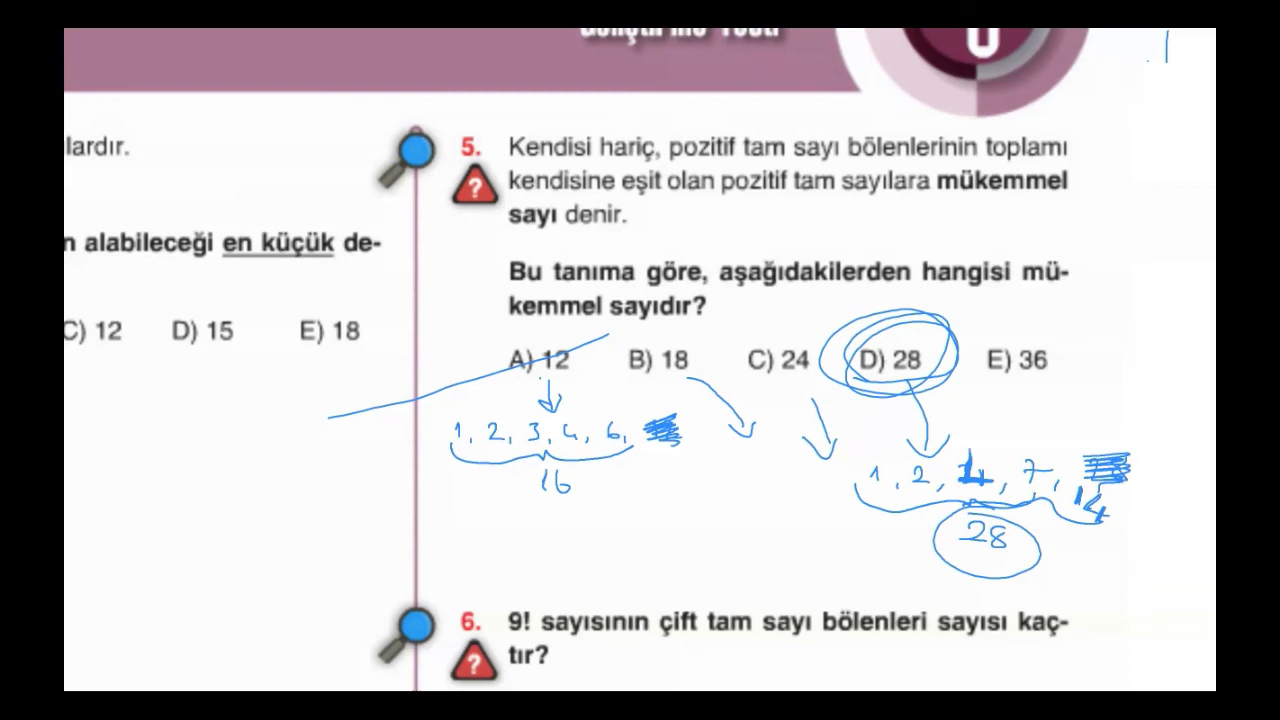 lardır.
n alabileceği en küçük de-
C) 12 D) 15 E) 18
5. Kendisi hariç, pozitif tam sayı bölenlerinin toplamı
kendisine eşit olan pozitif tam sayılara mükemmel
sayı denir.
Bu tanıma göre, aşağıdakilerden hangisi mü-
kemmel sayıdır?
A) 12 B) 18 C) 24 D) 28 E) 36
1, 2, 3, 4, 6,
16
1, 2, 4, 7,
14
28
6. 9! sayısının çift tam sayı bölenleri sayısı kaç-
tır?